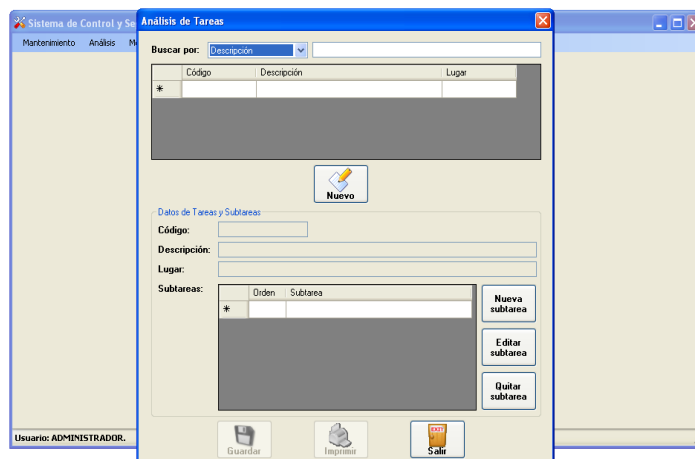 Sistema de Control y Se
Análisis de Tareas
Mantenimiento Análisis M
Buscar por: Descripción
Código Descripción Lugar
Nuevo
Datos de Tareas y Subtareas
Código:
Descripción:
Lugar:
Subtareas:
Orden Subtarea
Nueva
subtarea
Editar
subtarea
Quitar
subtarea
Usuario: ADMINISTRADOR.
Guardar
Imprimir
EXIT
Salir